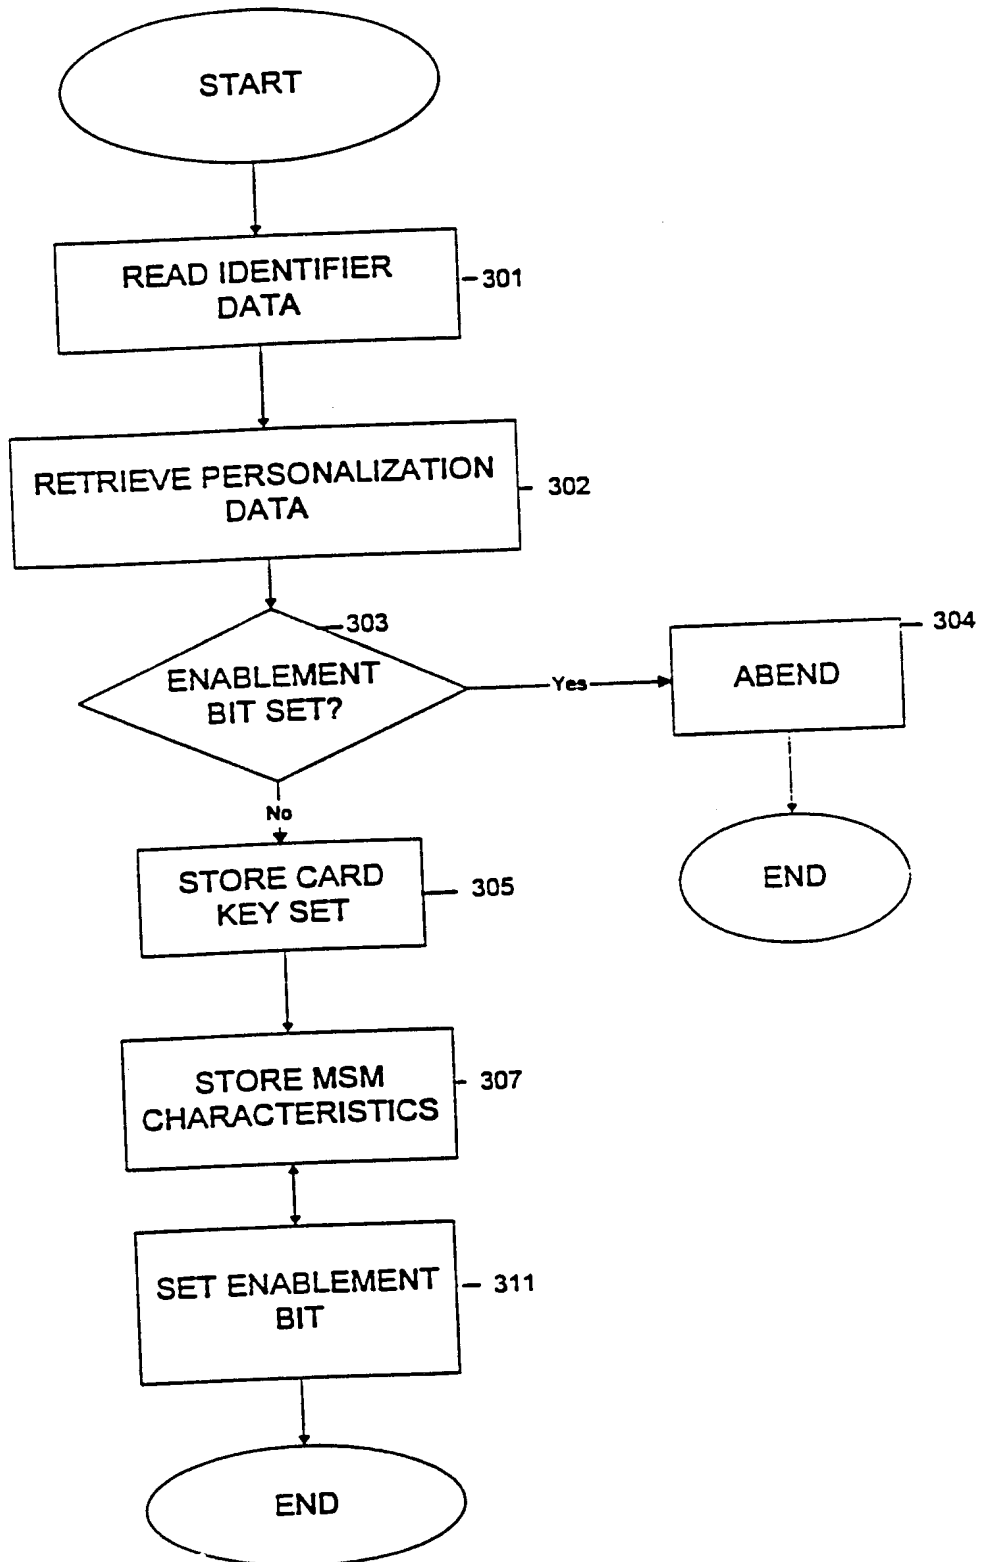 START
READ IDENTIFIER
DATA
301
RETRIEVE PERSONALIZATION
DATA
302
303
ENABLEMENT
BIT SET?
Yes
304
ABEND
END
No
STORE CARD
KEY SET
305
STORE MSM
CHARACTERISTICS
307
SET ENABLEMENT
BIT
311
END